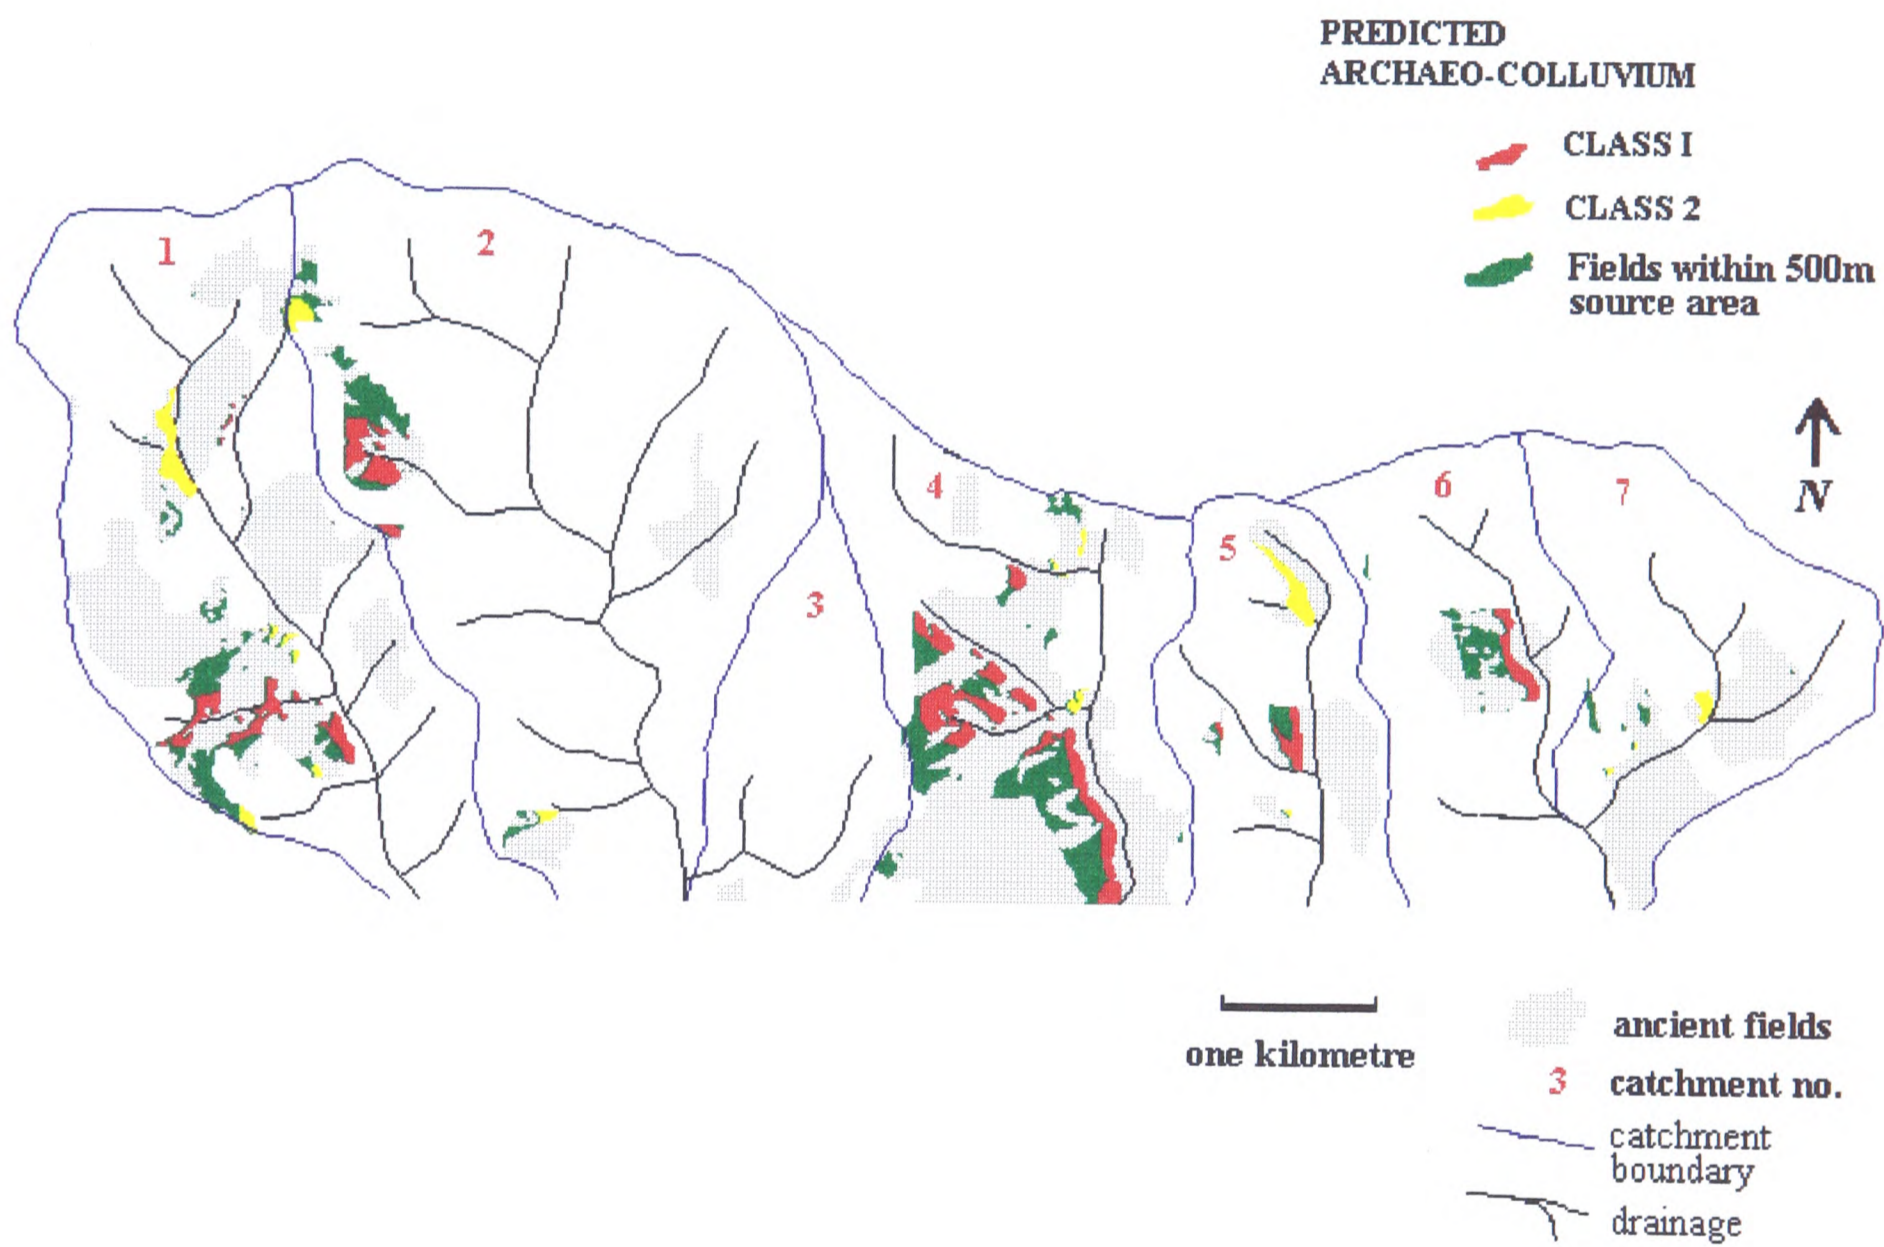 PREDICTED
ARCHAEO-COLLUVIUM
CLASS I
CLASS 2
Fields within 500m
source area
1
2
3
4
5
6
7
N
one kilometre
ancient fields
3 catchment no.
catchment
boundary
drainage